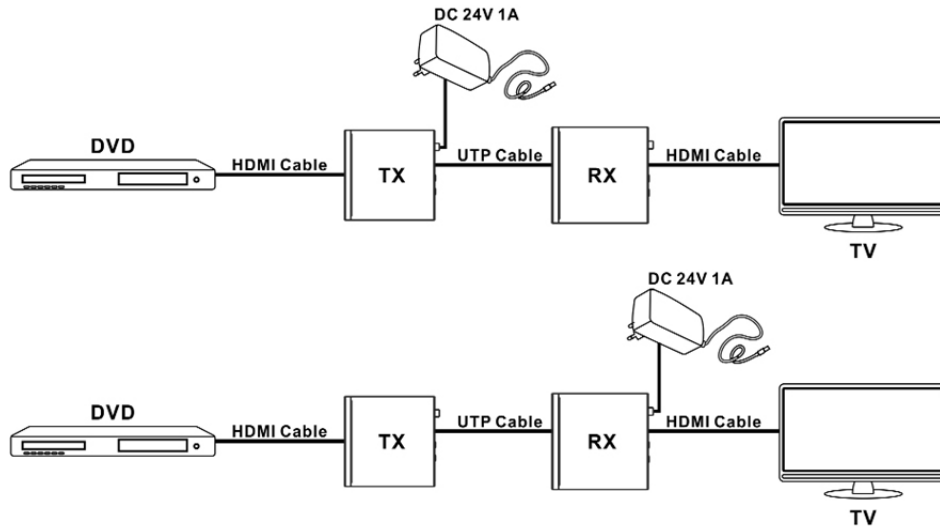 DC 24V 1A
DVD
HDMI Cable
TX
UTP Cable
RX
HDMI Cable
TV
DC 24V 1A
DVD
HDMI Cable
TX
UTP Cable
RX
HDMI Cable
TV